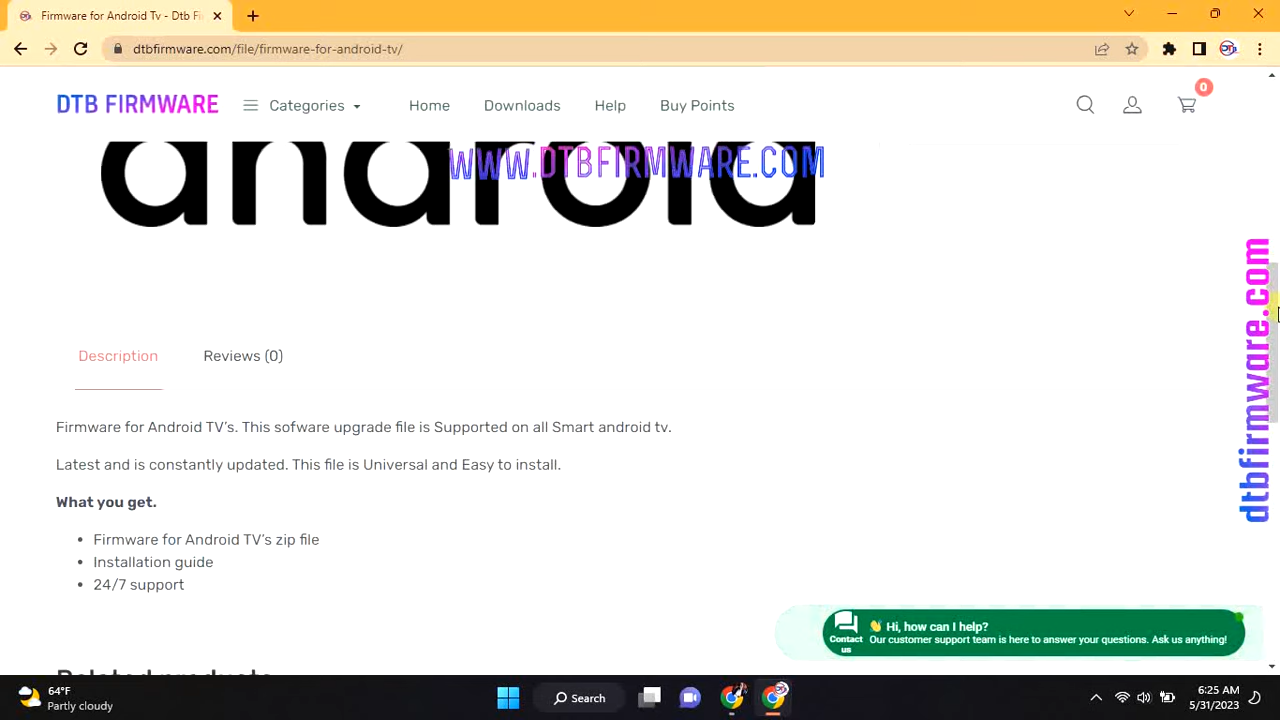 Firmware for Android Tv - Dtb Fi
dtbfirmware.com/file/firmware-for-android-tv/
DTB FIRMWARE
Categories
Home
Downloads
Help
Buy Points
0
android
WWW.DTBFIRMWARE.COM
dtbfirmware.com
Description
Reviews (0)
Firmware for Android TV's. This sofware upgrade file is Supported on all Smart android tv.
Latest and is constantly updated. This file is Universal and Easy to install.
What you get.
• Firmware for Android TV's zip file
• Installation guide
• 24/7 support
Contact us
👋 Hi, how can I help?
Our customer support team is here to answer your questions. Ask us anything!
Related products
64°F
Partly cloudy
Search
6:25 AM
5/31/2023